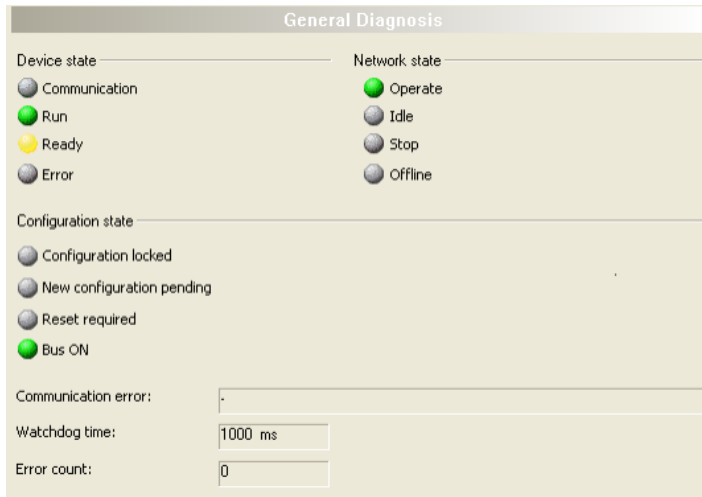 General Diagnosis
Device state
Network state
Communication
Operate
Run
Idle
Ready
Stop
Error
Offline
Configuration state
Configuration locked
New configuration pending
Reset required
Bus ON
Communication error: -
Watchdog time: 1000 ms
Error count: 0